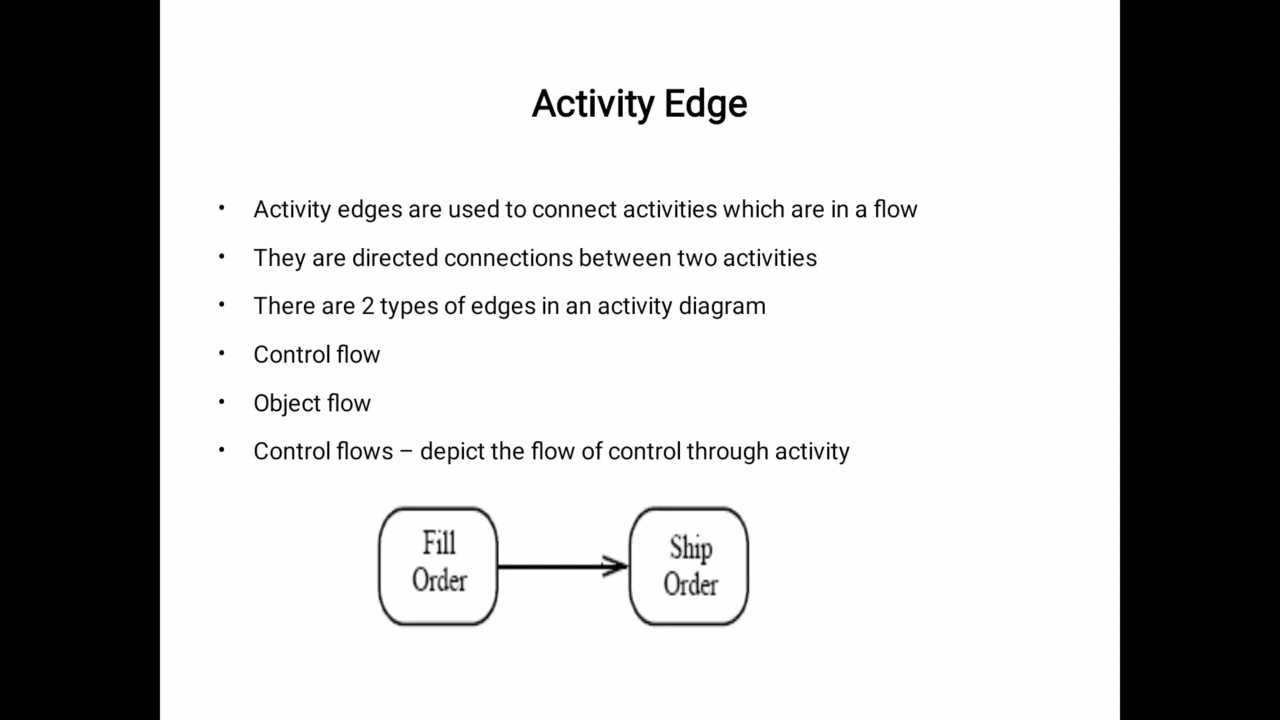 Activity Edge
• Activity edges are used to connect activities which are in a flow
• They are directed connections between two activities
• There are 2 types of edges in an activity diagram
• Control flow
• Object flow
• Control flows – depict the flow of control through activity
Fill
Order
Ship
Order